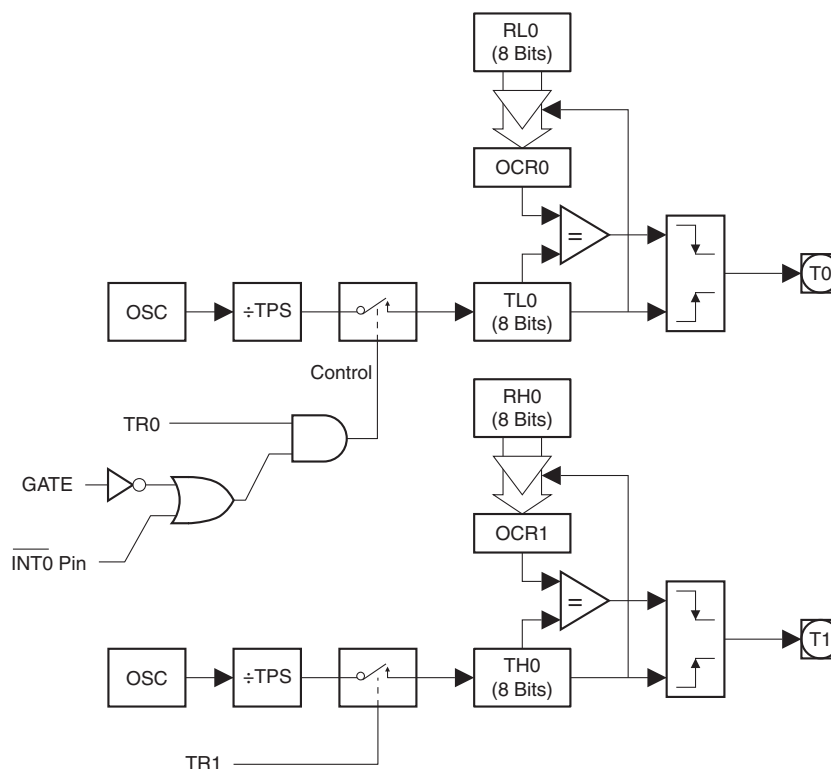 RL0
(8 Bits)
OCR0
=
OSC
÷TPS
TL0
(8 Bits)
T0
Control
TR0
GATE
INT0 Pin
RH0
(8 Bits)
OCR1
=
OSC
÷TPS
TH0
(8 Bits)
T1
TR1